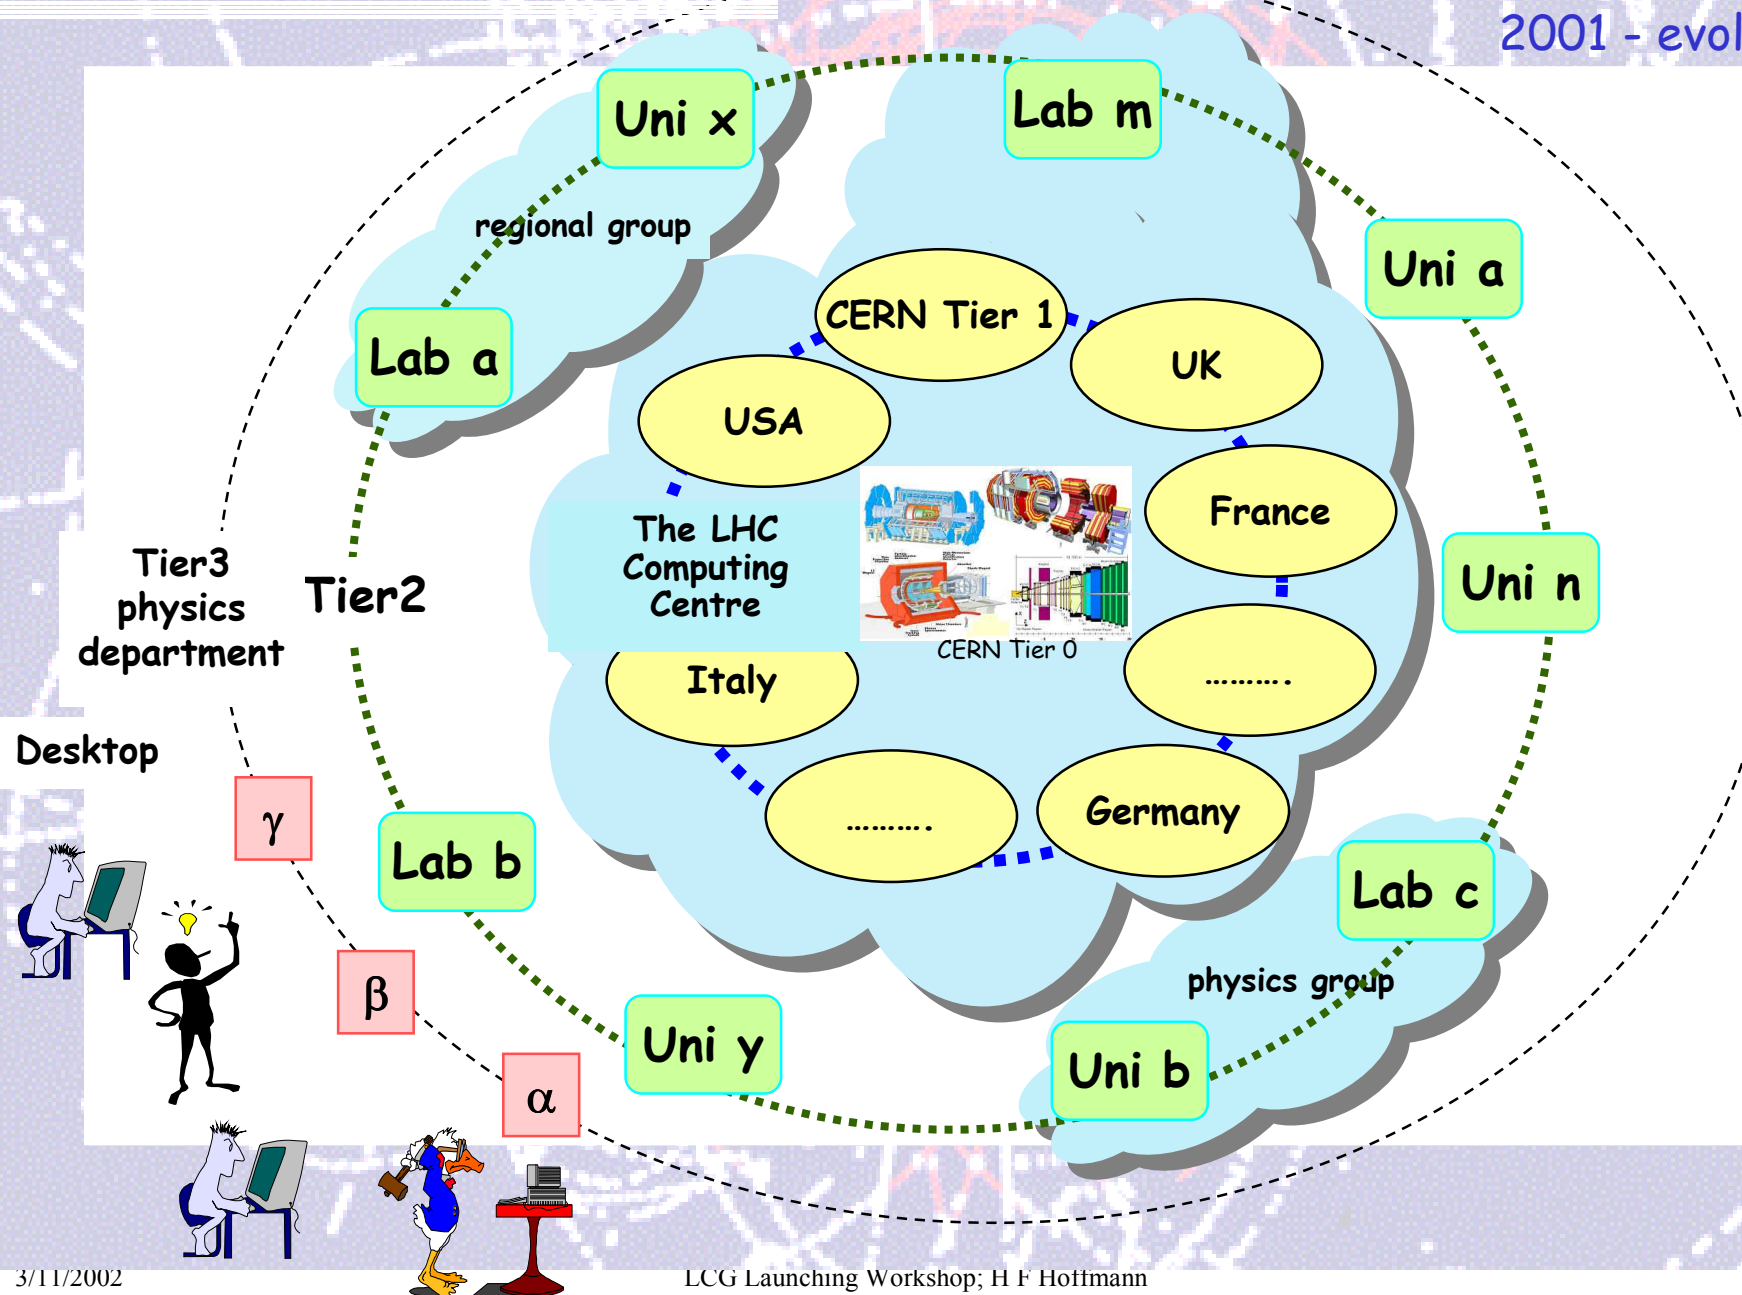 2001 - evol
Uni x
Lab m
regional group
Uni a
CERN Tier 1
Lab a
UK
USA
France
The LHC
Computing
Centre
Tier3
physics
department
Tier2
Uni n
CERN Tier 0
Italy
..........
Desktop
..........
Germany
γ
Lab b
Lab c
physics group
β
Uni y
Uni b
α
3/11/2002
LCG Launching Workshop; H F Hoffmann